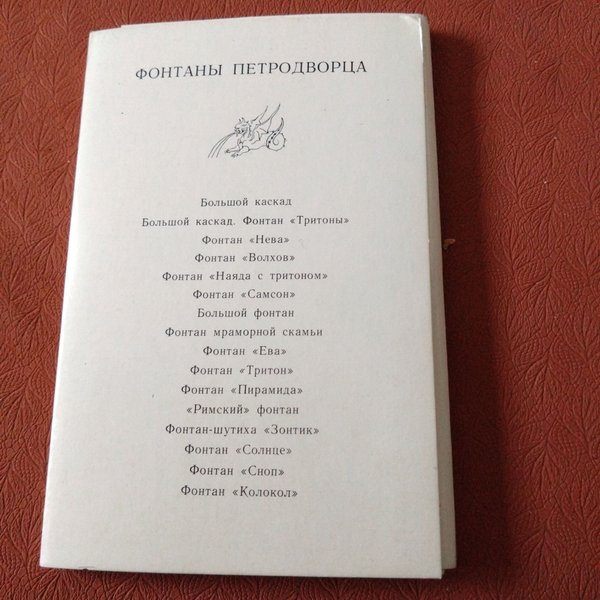 ФОНТАНЫ ПЕТРОДВОРЦА
Большой каскад
Большой каскад. Фонтан «Тритоны»
Фонтан «Нева»
Фонтан «Волхов»
Фонтан «Наяда с тритоном»
Фонтан «Самсон»
Большой фонтан
Фонтан мраморной скамьи
Фонтан «Ева»
Фонтан «Тритон»
Фонтан «Пирамида»
«Римский» фонтан
Фонтан-шутиха «Зонтик»
Фонтан «Солнце»
Фонтан «Сноп»
Фонтан «Колокол»